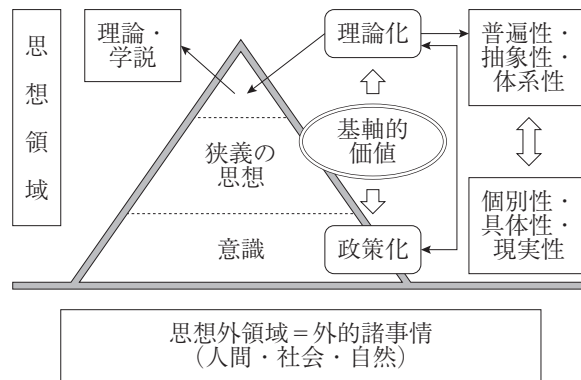 思想領域
理論・
学説
理論化
普遍性・
抽象性・
体系性
基軸的
価値
狭義の
思想
個別性・
具体性・
現実性
意識
政策化
思想外領域＝外的諸事情
（人間・社会・自然）